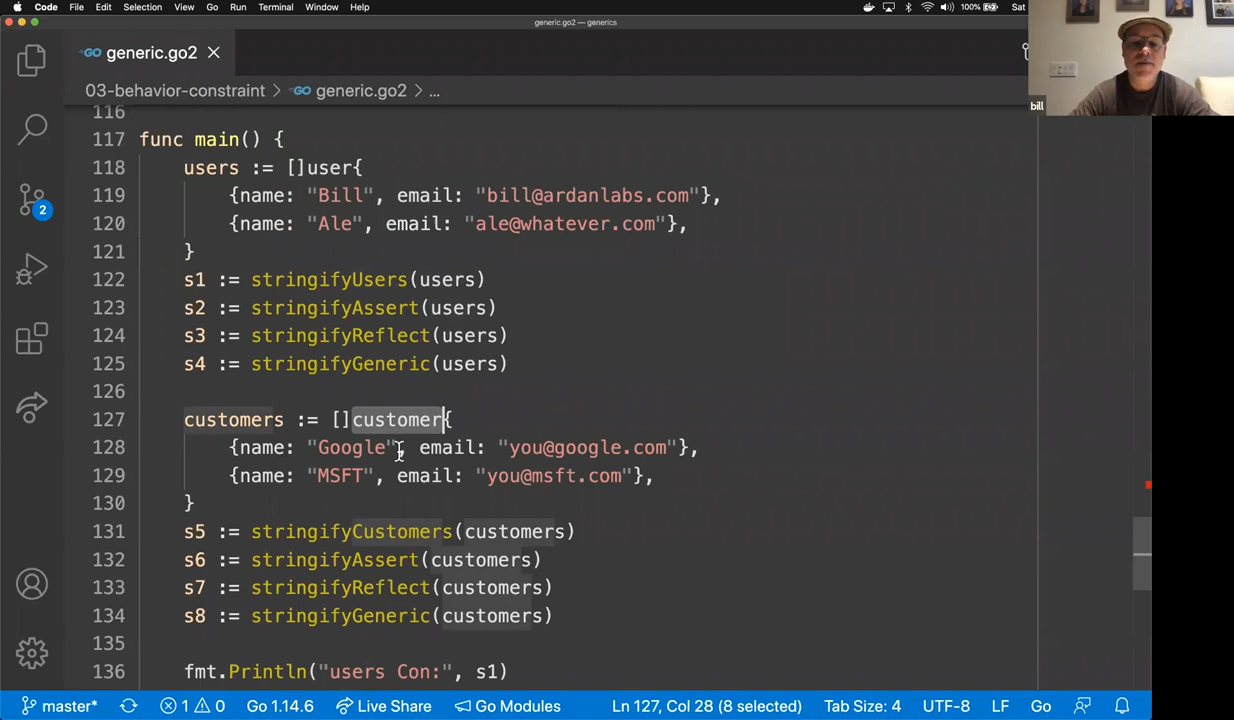 Code File Edit Selection View Go Run Terminal Window Help 100% Sat
generic.go2 — generics
GO generic.go2
03-behavior-constraint > GO generic.go2 > ...
116
117 func main() {
118 users := []user{
119 {name: "Bill", email: "bill@ardanlabs.com"},
120 {name: "Ale", email: "ale@whatever.com"},
121 }
122 s1 := stringifyUsers(users)
123 s2 := stringifyAssert(users)
124 s3 := stringifyReflect(users)
125 s4 := stringifyGeneric(users)
126
127 customers := []customer{
128 {name: "Google", email: "you@google.com"},
129 {name: "MSFT", email: "you@msft.com"},
130 }
131 s5 := stringifyCustomers(customers)
132 s6 := stringifyAssert(customers)
133 s7 := stringifyReflect(customers)
134 s8 := stringifyGeneric(customers)
135
136 fmt.Println("users Con:", s1)
2
bill
master* 1 0 Go 1.14.6 Live Share Go Modules Ln 127, Col 28 (8 selected) Tab Size: 4 UTF-8 LF Go